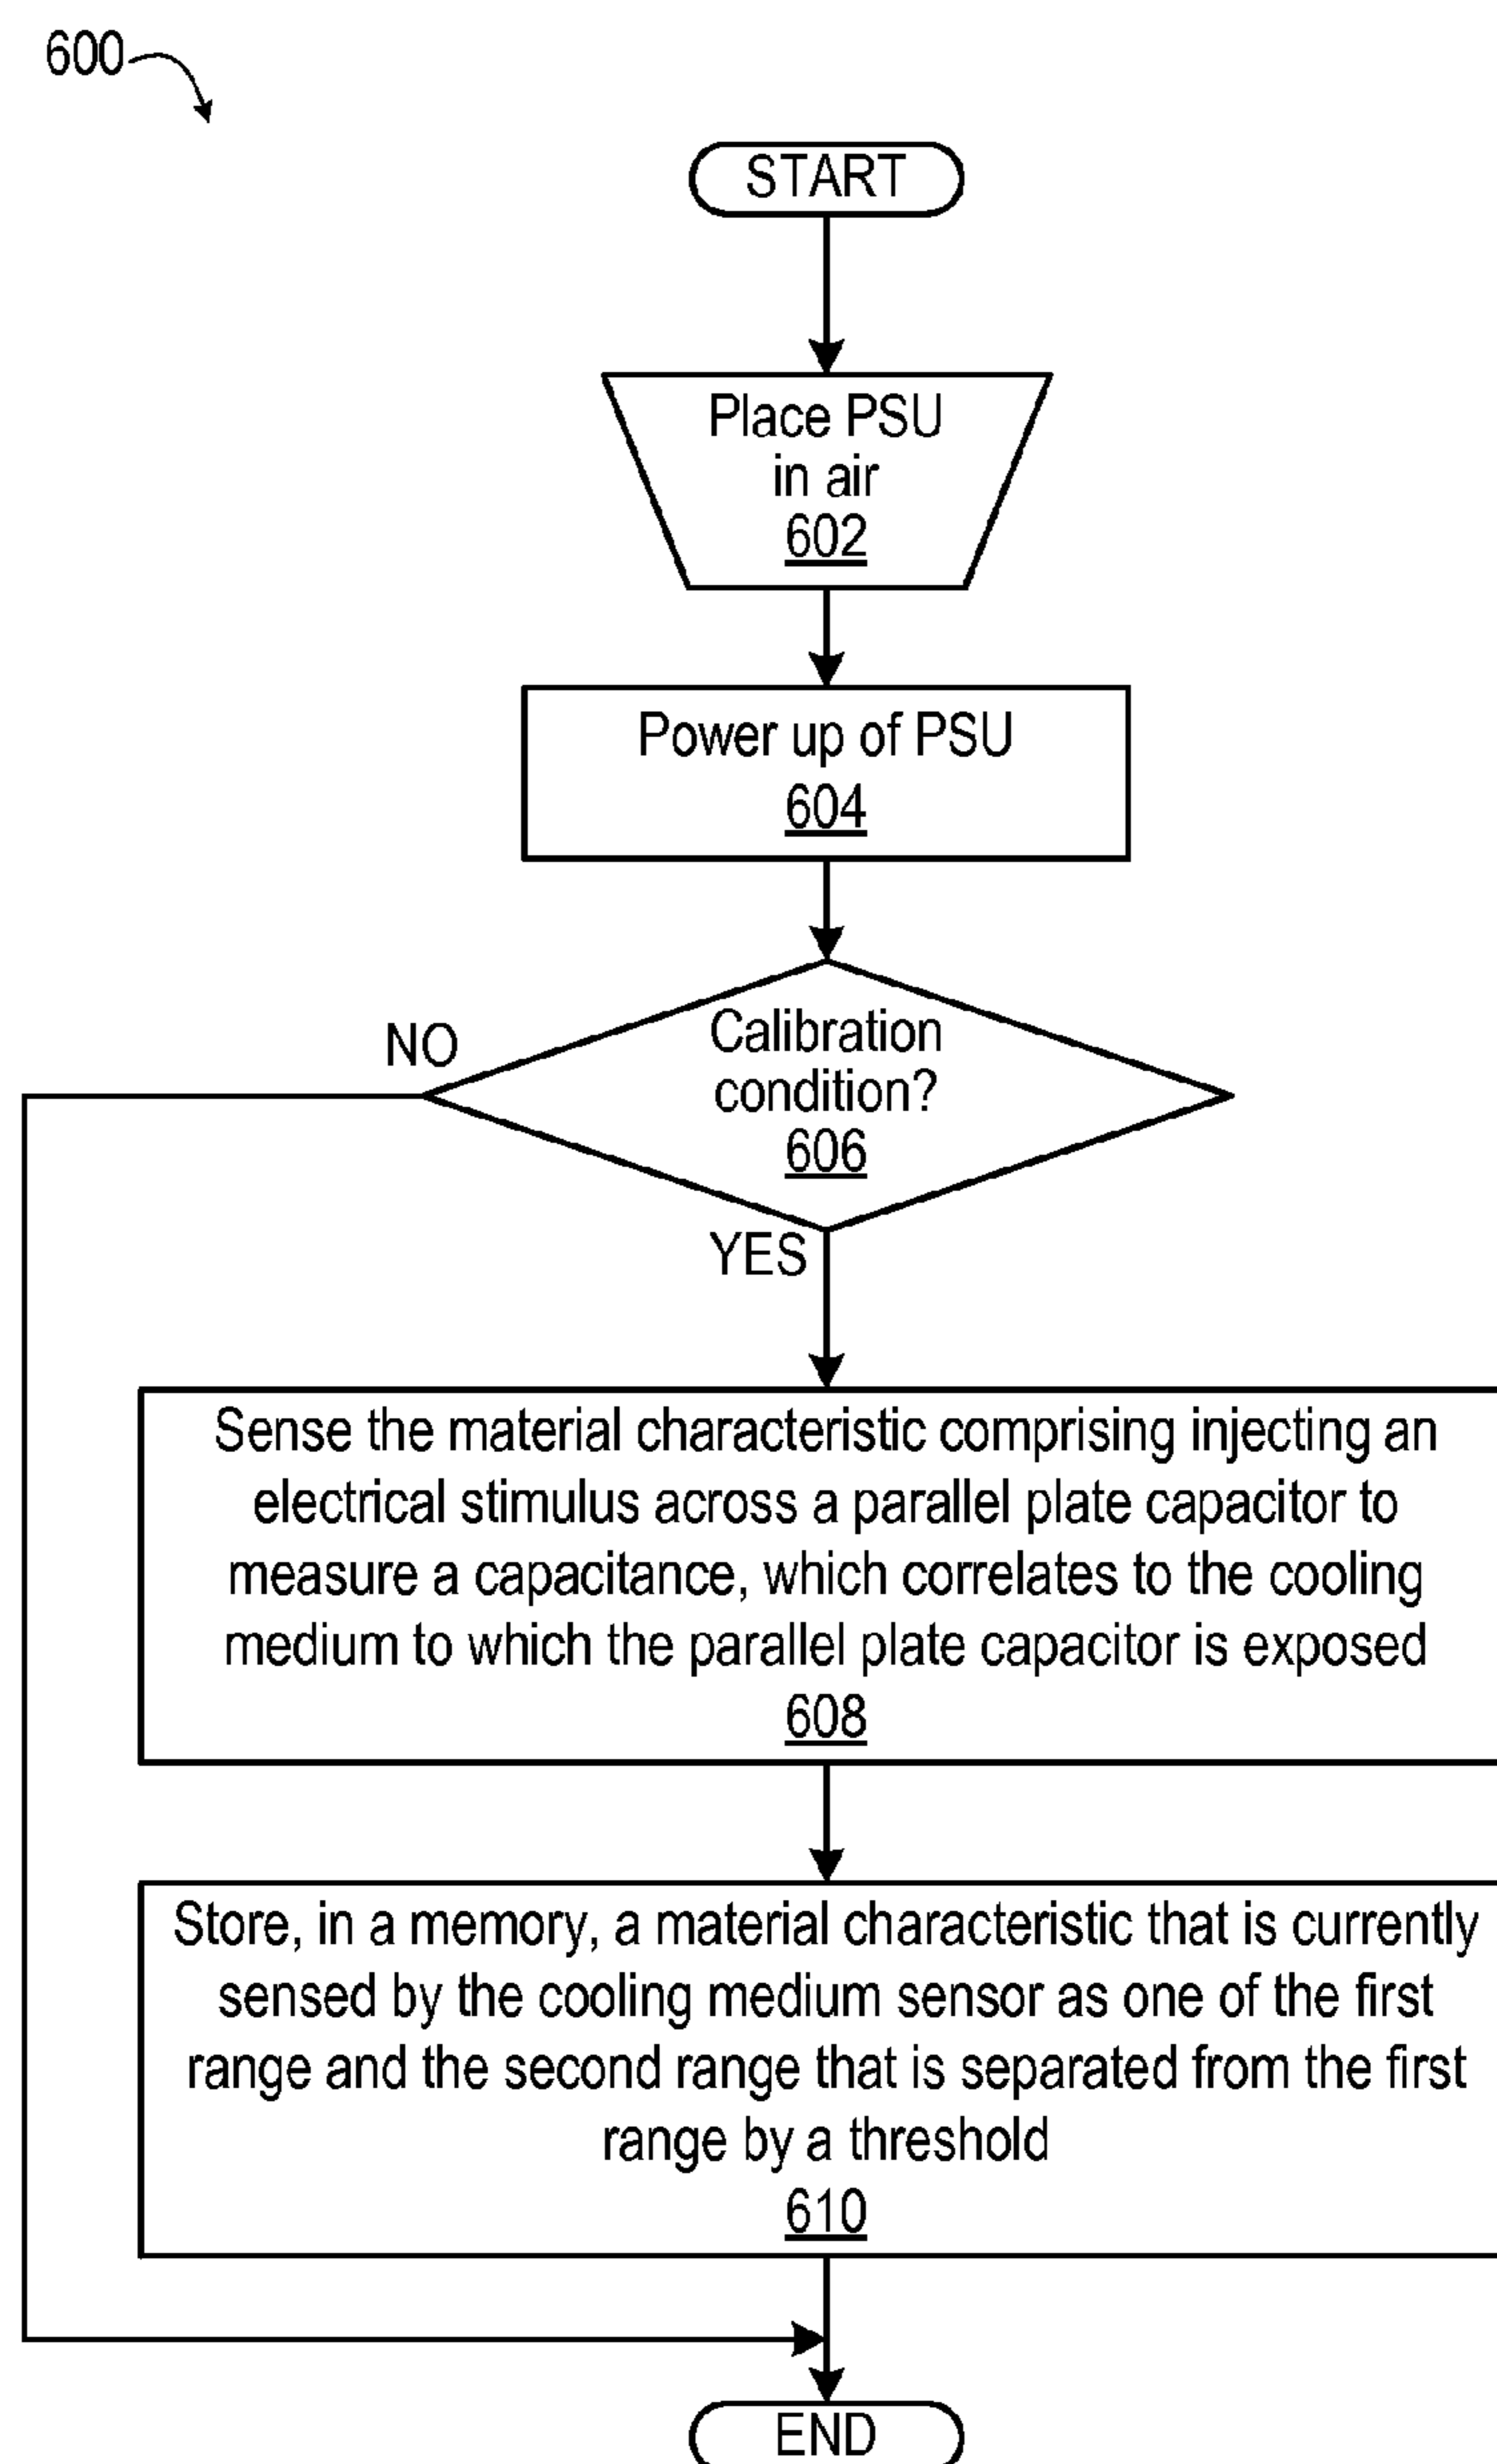 600
START
Place PSU
in air
602
Power up of PSU
604
NO
Calibration
condition?
606
YES
Sense the material characteristic comprising injecting an
electrical stimulus across a parallel plate capacitor to
measure a capacitance, which correlates to the cooling
medium to which the parallel plate capacitor is exposed
608
Store, in a memory, a material characteristic that is currently
sensed by the cooling medium sensor as one of the first
range and the second range that is separated from the first
range by a threshold
610
END